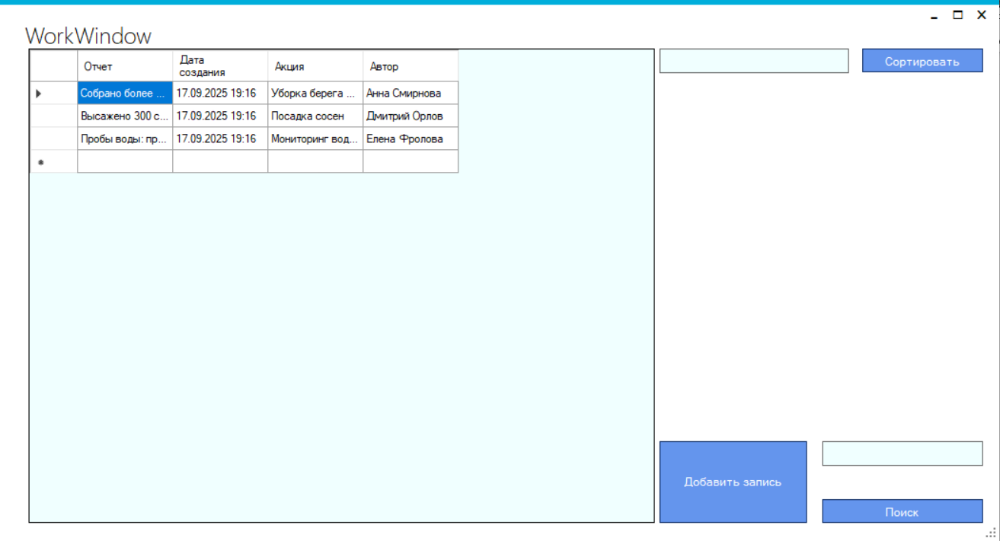 WorkWindow
Сортировать
Отчет Дата создания Акция Автор
Собрано более ... 17.09.2025 19:16 Уборка берега ... Анна Смирнова
Высажено 300 с... 17.09.2025 19:16 Посадка сосен Дмитрий Орлов
Пробы воды: пр... 17.09.2025 19:16 Мониторинг вод... Елена Фролова
Добавить запись
Поиск